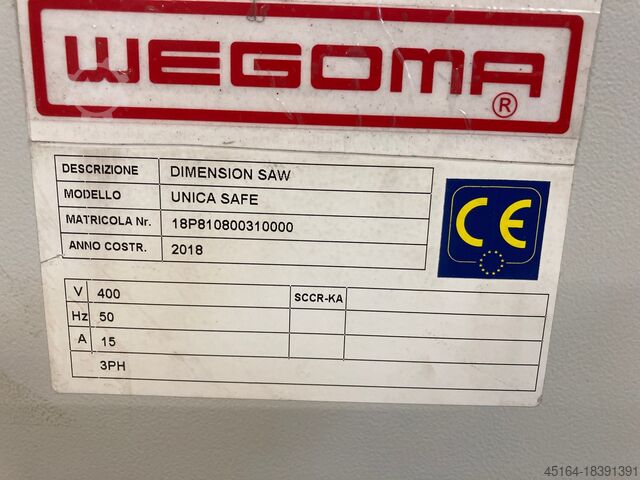 WEGOMA
®
DESCRIZIONE DIMENSION SAW
MODELLO UNICA SAFE
MATRICOLA Nr. 18P810800310000
ANNO COSTR. 2018
CE
V 400 SCCR-KA
Hz 50
A 15
3PH
45164-18391391